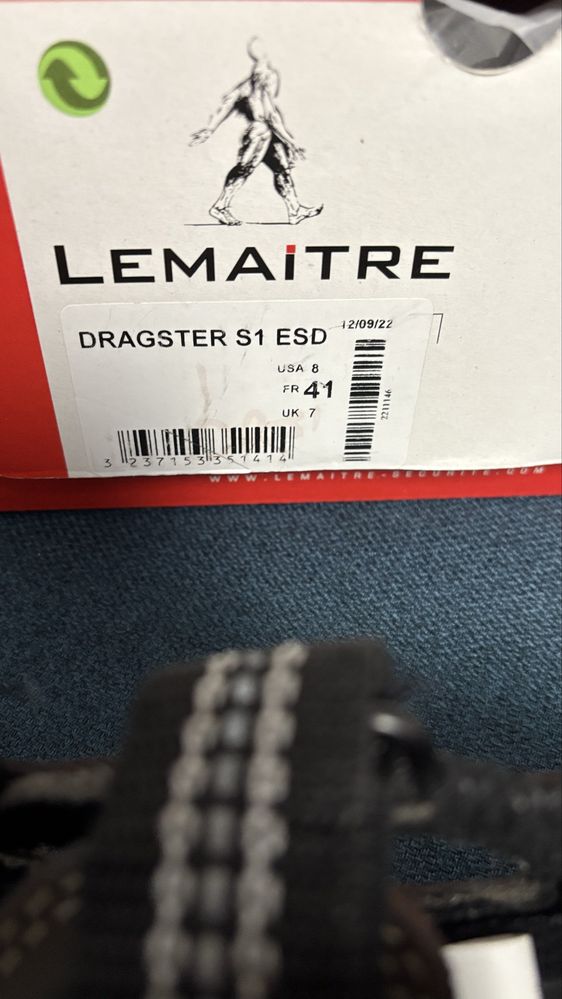 LEMAiTRE
DRAGSTER S1 ESD
12/09/22
USA 8
FR 41
UK 7
2211146
3 237153 351414
WWW.LEMAITRE-SECURITE.COM